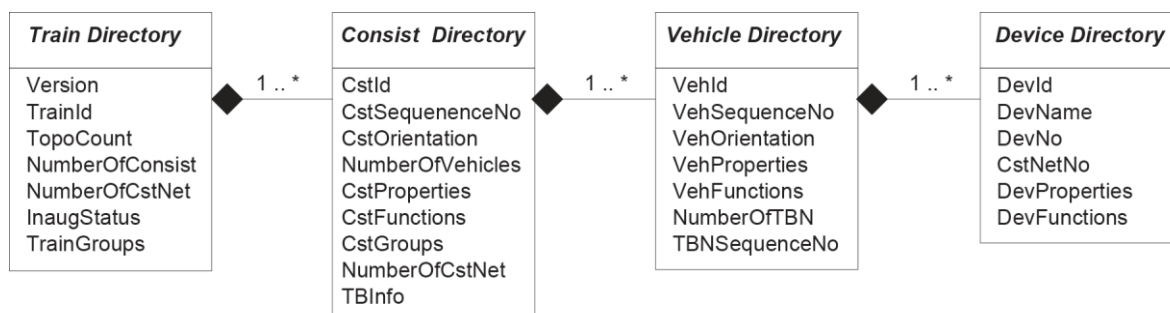 Train Directory
Version
TrainId
TopoCount
NumberOfConsist
NumberOfCstNet
InaugStatus
TrainGroups
1 .. *
Consist Directory
CstId
CstSequenenceNo
CstOrientation
NumberOfVehicles
CstProperties
CstFunctions
CstGroups
NumberOfCstNet
TBInfo
1 .. *
Vehicle Directory
VehId
VehSequenceNo
VehOrientation
VehProperties
VehFunctions
NumberOfTBN
TBNSequenceNo
1 .. *
Device Directory
DevId
DevName
DevNo
CstNetNo
DevProperties
DevFunctions